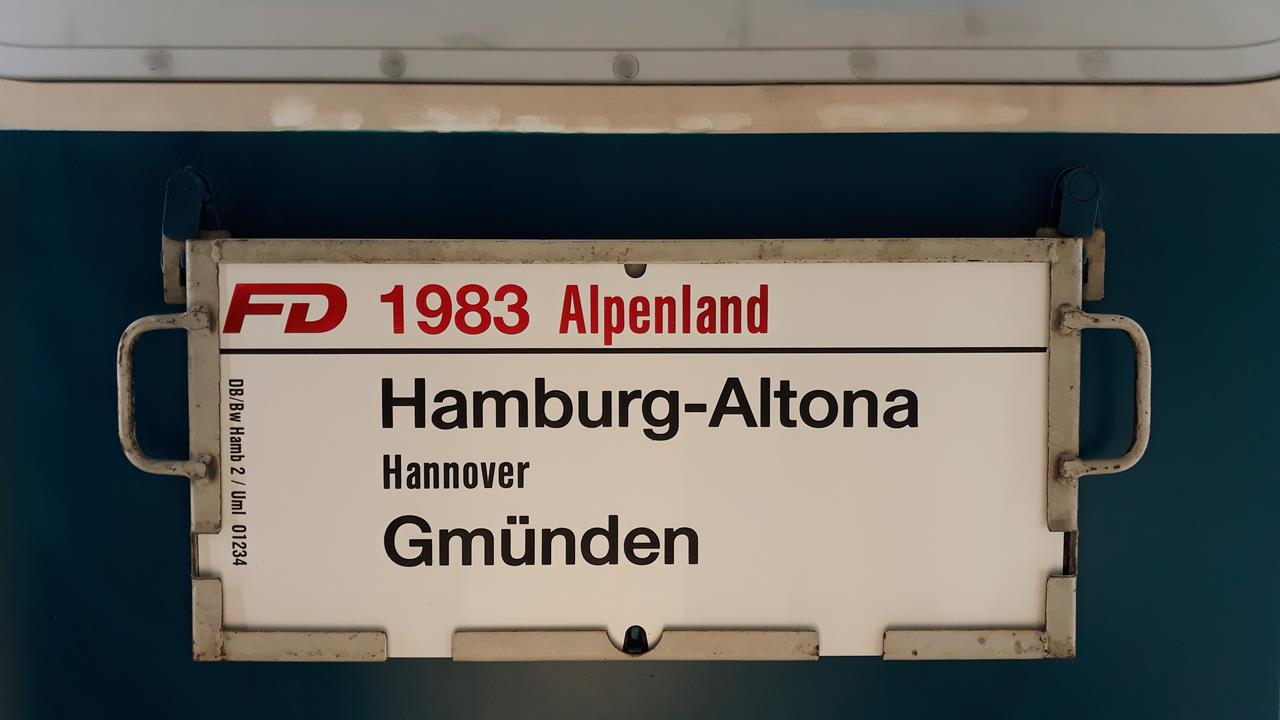 FD 1983 Alpenland
Hamburg-Altona
Hannover
Gmünden
DB/Bw Hamb 2 / Uml 01234